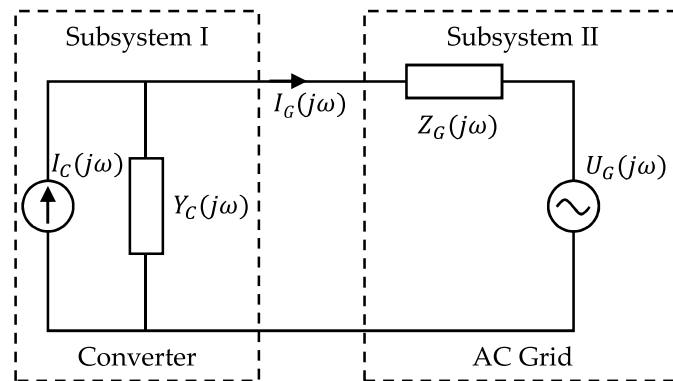 Subsystem I
Subsystem II
I_G(jω)
Z_G(jω)
I_C(jω)
U_G(jω)
Y_C(jω)
Converter
AC Grid